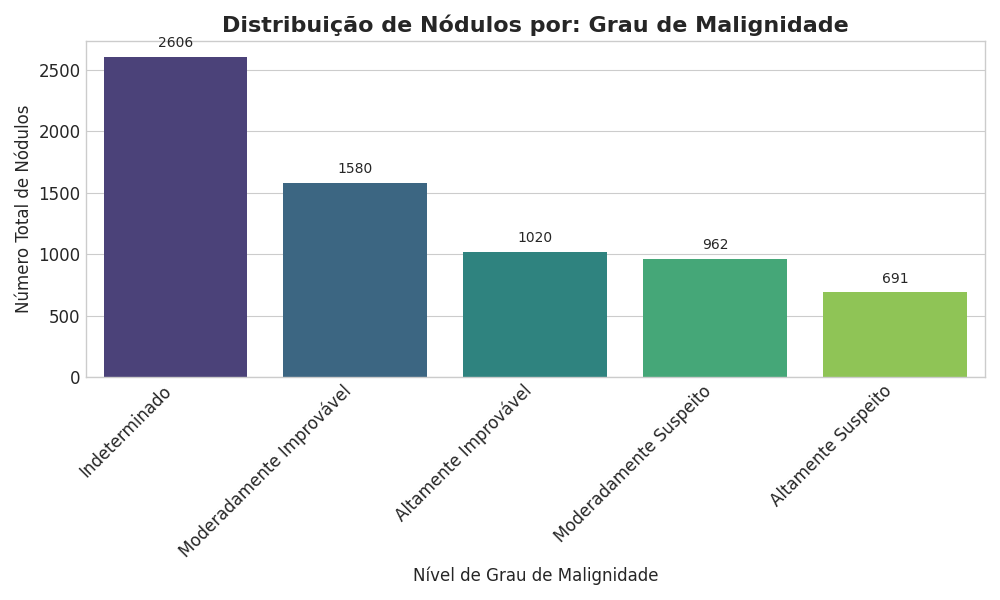 Distribuição de Nódulos por: Grau de Malignidade
2606
1580
1020
962
691
Número Total de Nódulos
2500
2000
1500
1000
500
0
Indeterminado
Moderadamente Improvável
Altamente Improvável
Moderadamente Suspeito
Altamente Suspeito
Nível de Grau de Malignidade